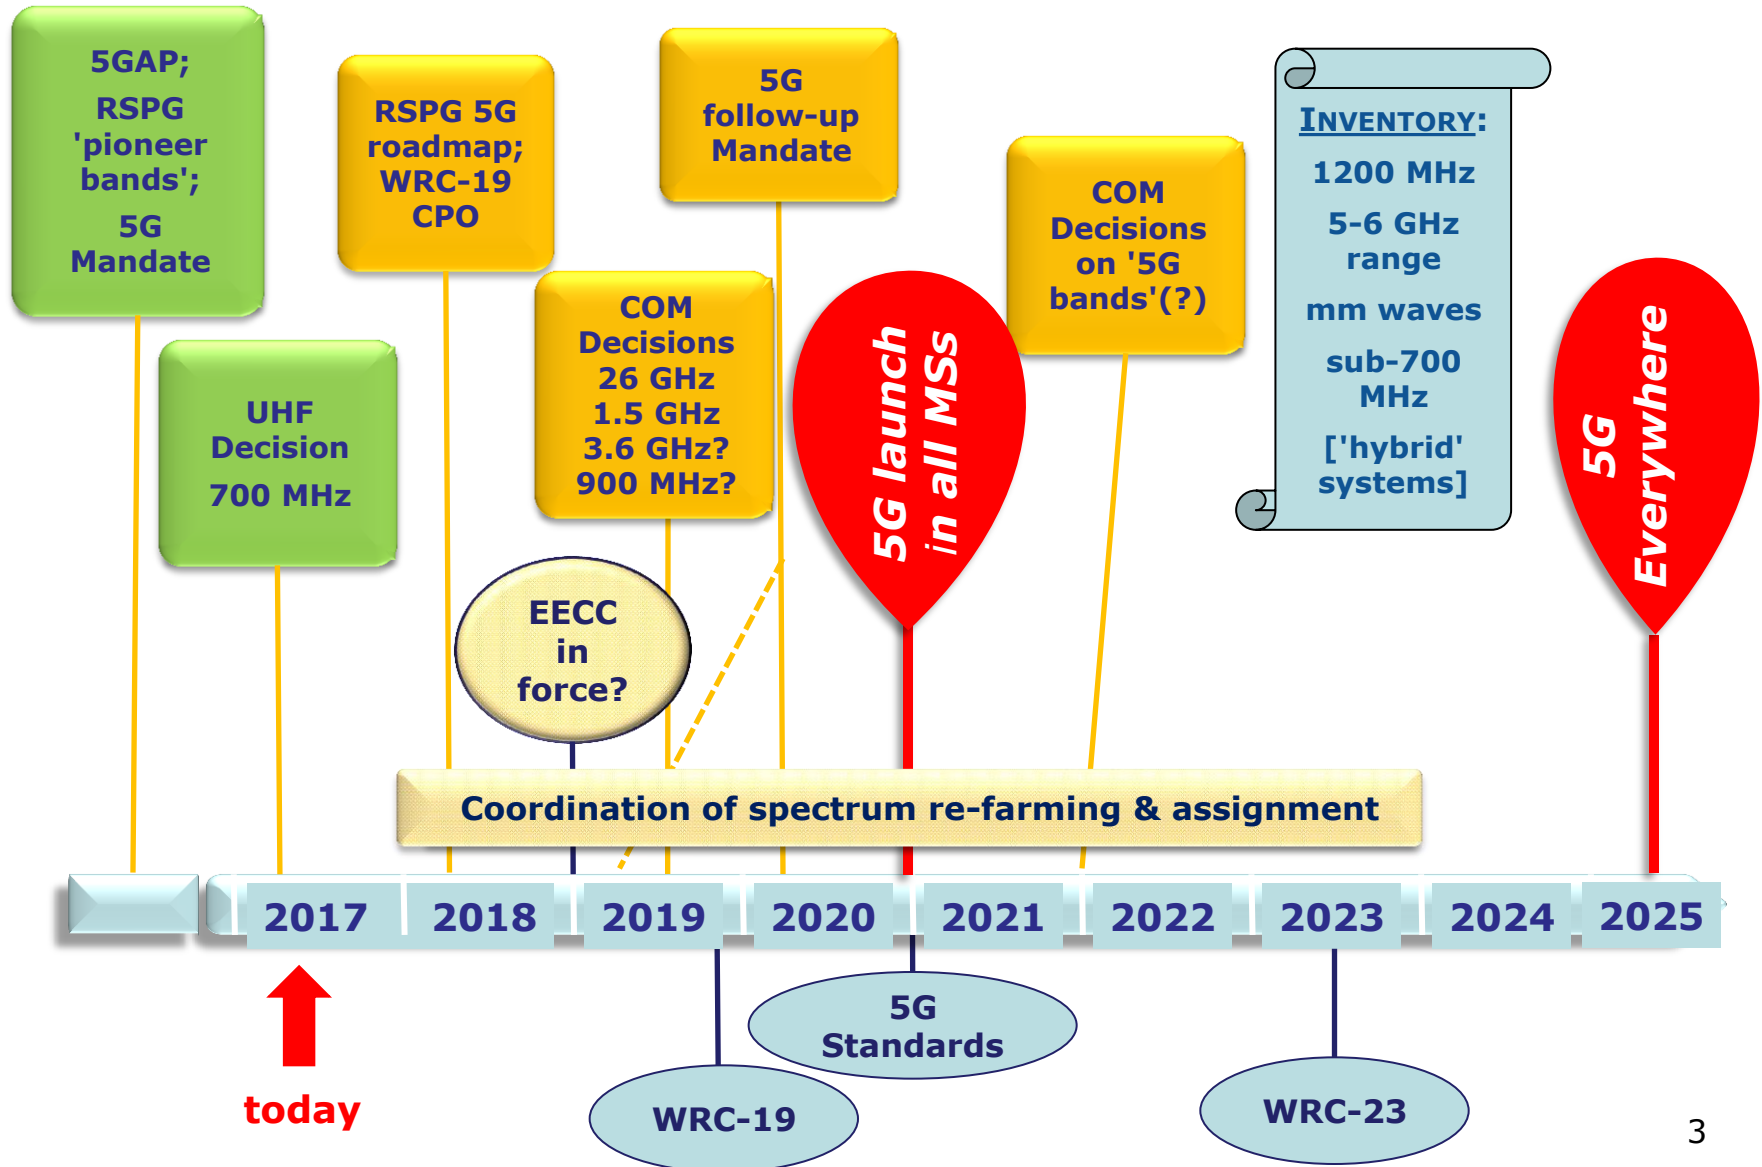 5GAP;
RSPG
'pioneer
bands';
5G
Mandate
UHF
Decision
700 MHz
RSPG 5G
roadmap;
WRC-19
CPO
COM
Decisions
26 GHz
1.5 GHz
3.6 GHz?
900 MHz?
5G
follow-up
Mandate
EECC
in
force?
5G launch
in all MSs
COM
Decisions
on '5G
bands'(?)
INVENTORY:
1200 MHz
5-6 GHz
range
mm waves
sub-700
MHz
['hybrid'
systems]
5G
Everywhere
Coordination of spectrum re-farming & assignment
2017 2018 2019 2020 2021 2022 2023 2024 2025
today
WRC-19
5G
Standards
WRC-23
3